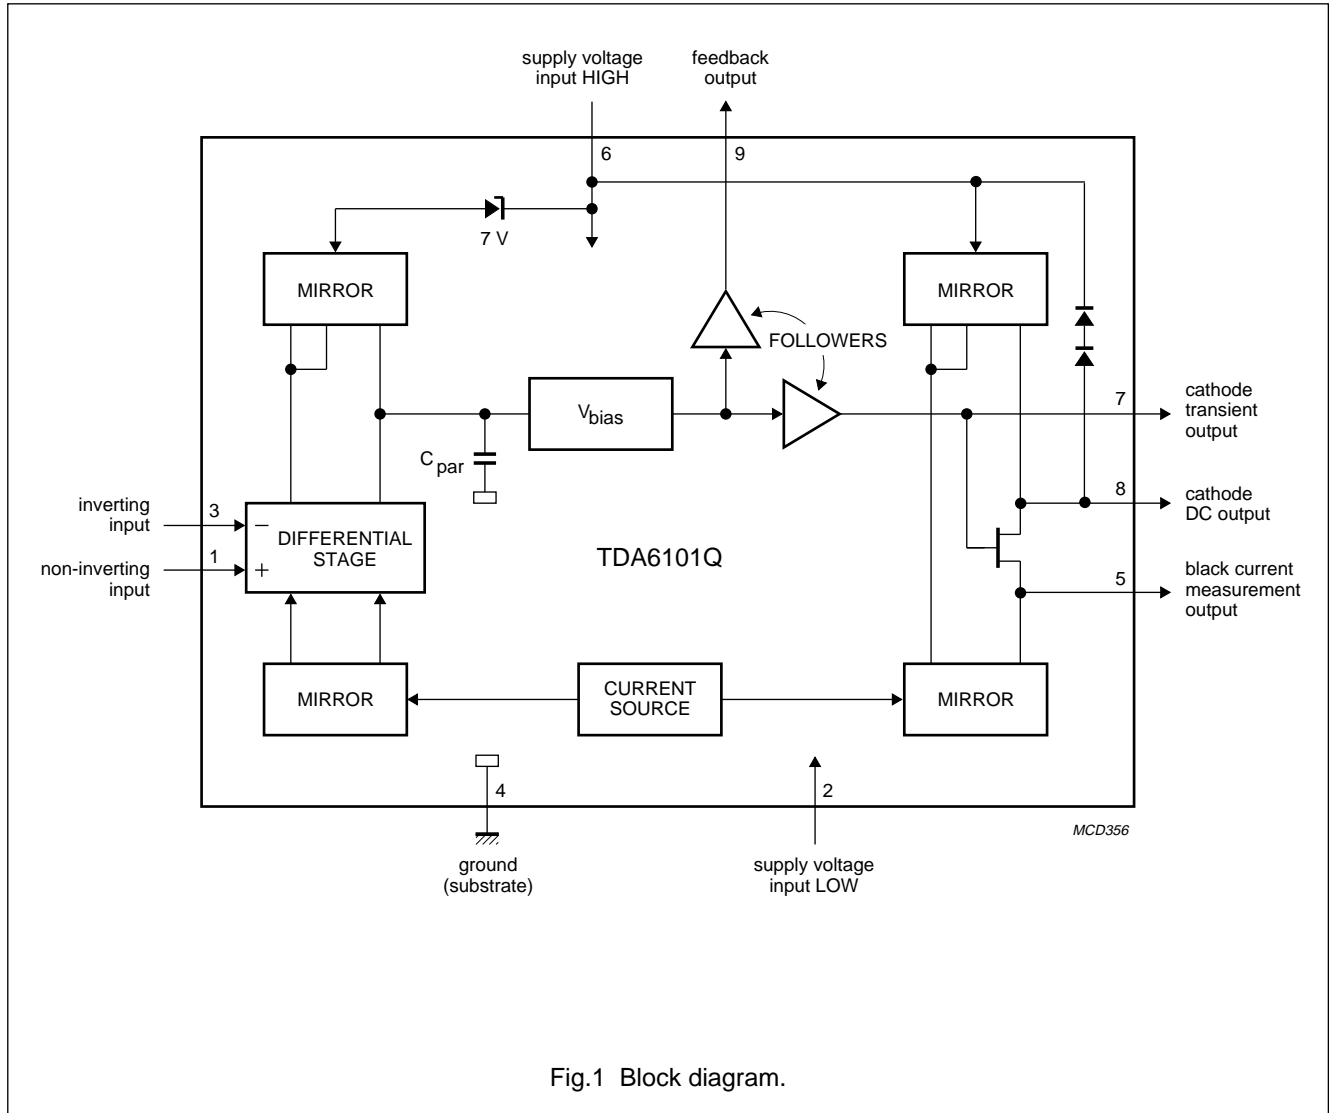 supply voltage
input HIGH
feedback
output
6
9
7 V
MIRROR
MIRROR
FOLLOWERS
Vbias
Cpar
7
cathode
transient
output
8
cathode
DC output
inverting
input
3
−
DIFFERENTIAL
STAGE
non-inverting
input
1
+
TDA6101Q
5
black current
measurement
output
MIRROR
CURRENT
SOURCE
MIRROR
4
2
MCD356
ground
(substrate)
supply voltage
input LOW
Fig.1 Block diagram.